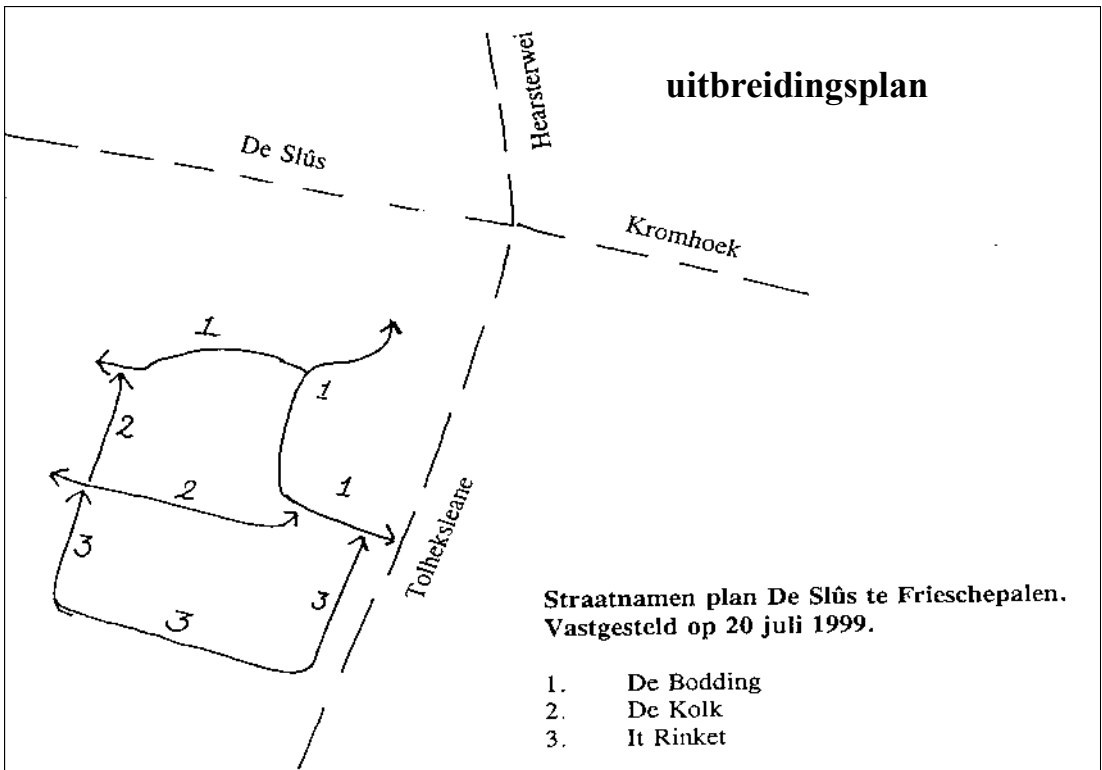 uitbreidingsplan
Hearsterwei
De Slûs
Kromhoek
1
1
2
2
1
3
3
3
Tolheksleane
Straatnamen plan De Slûs te Frieschepalen.
Vastgesteld op 20 juli 1999.
1. De Bodding
2. De Kolk
3. It Rinket